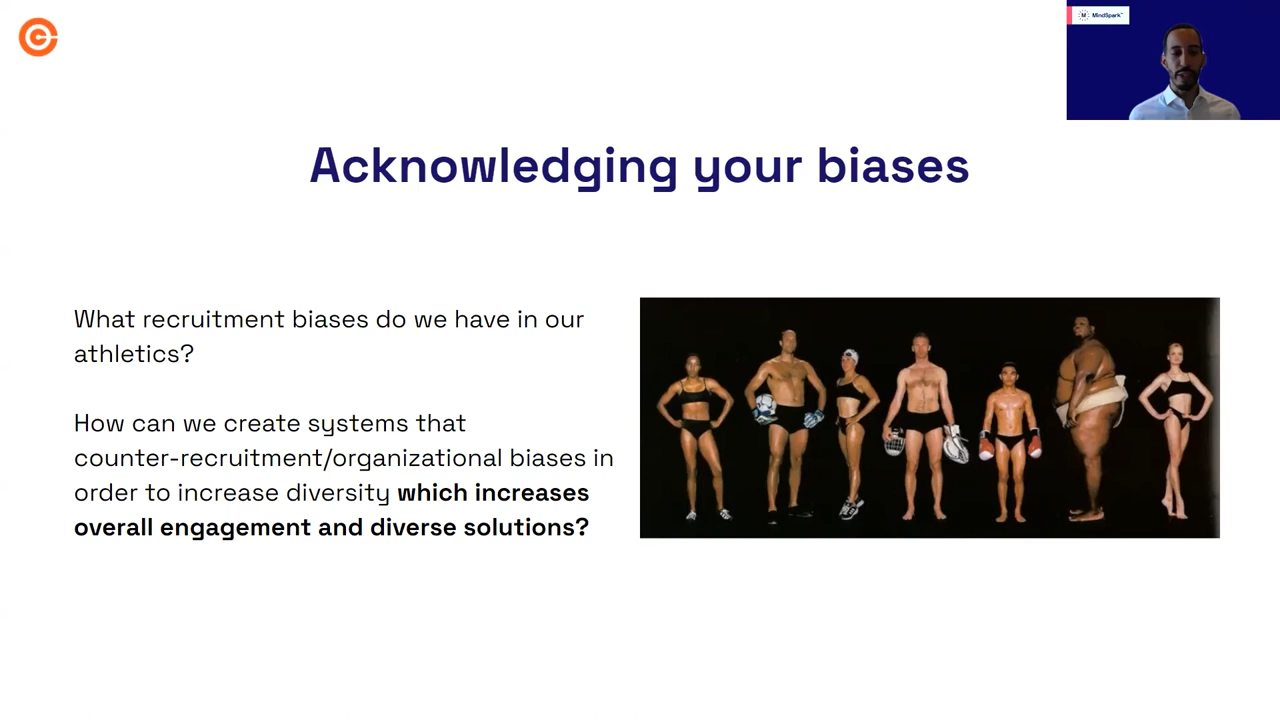 MindSpark™
Acknowledging your biases
What recruitment biases do we have in our
athletics?
How can we create systems that
counter-recruitment/organizational biases in
order to increase diversity which increases
overall engagement and diverse solutions?